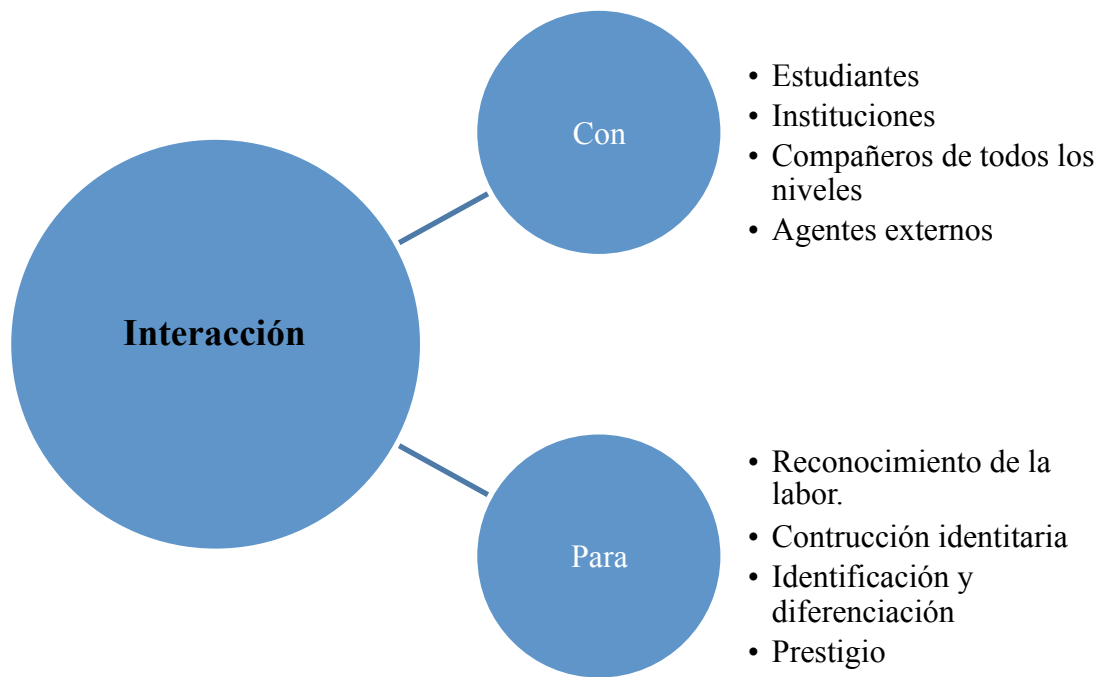 Interacción
Con
• Estudiantes
• Instituciones
• Compañeros de todos los
niveles
• Agentes externos
Para
• Reconocimiento de la
labor.
• Contrucción identitaria
• Identificación y
diferenciación
• Prestigio